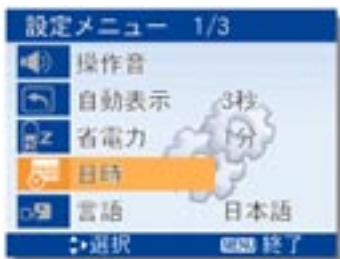 設定メニュー 1/3
操作音
自動表示 3秒
省電力 1分
日時
言語 日本語
選択 MENU 終了